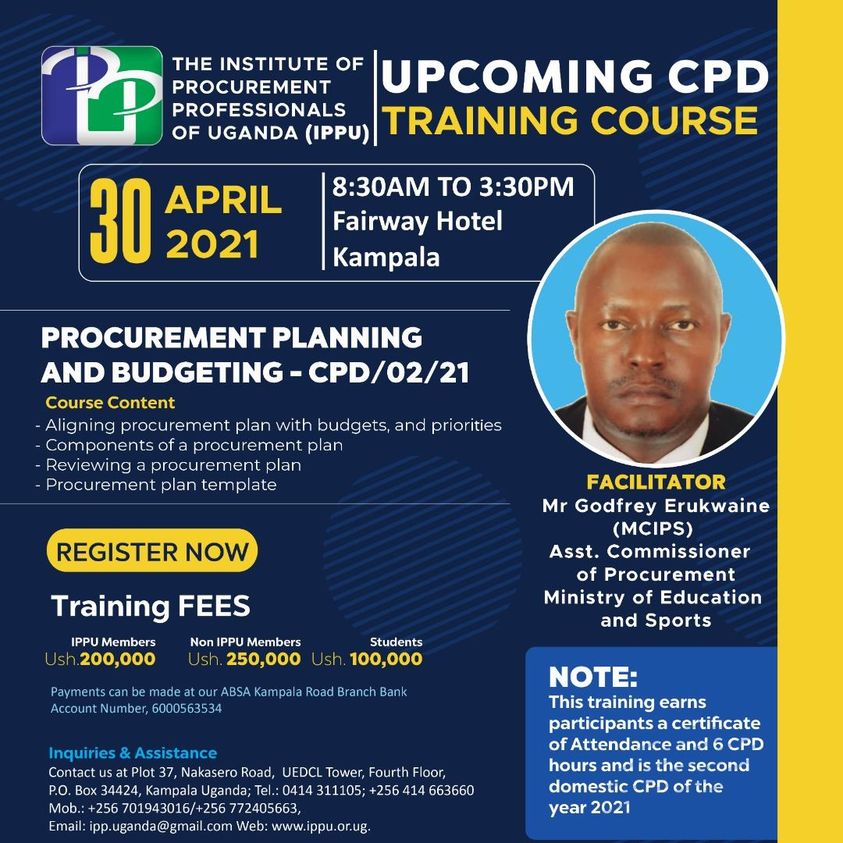 THE INSTITUTE OF
PROCUREMENT
PROFESSIONALS
OF UGANDA (IPPU)
UPCOMING CPD
TRAINING COURSE
30 APRIL
2021
8:30AM TO 3:30PM
Fairway Hotel
Kampala
PROCUREMENT PLANNING
AND BUDGETING - CPD/02/21
Course Content
- Aligning procurement plan with budgets, and priorities
- Components of a procurement plan
- Reviewing a procurement plan
- Procurement plan template
FACILITATOR
Mr Godfrey Erukwaine
(MCIPS)
Asst. Commissioner
of Procurement
Ministry of Education
and Sports
REGISTER NOW
Training FEES
IPPU Members Non IPPU Members Students
Ush.200,000 Ush. 250,000 Ush. 100,000
Payments can be made at our ABSA Kampala Road Branch Bank
Account Number, 6000563534
Inquiries & Assistance
Contact us at Plot 37, Nakasero Road, UEDCL Tower, Fourth Floor,
P.O. Box 34424, Kampala Uganda; Tel.: 0414 311105; +256 414 663660
Mob.: +256 701943016/+256 772405663,
Email: ipp.uganda@gmail.com Web: www.ippu.or.ug.
NOTE:
This training earns
participants a certificate
of Attendance and 6 CPD
hours and is the second
domestic CPD of the
year 2021